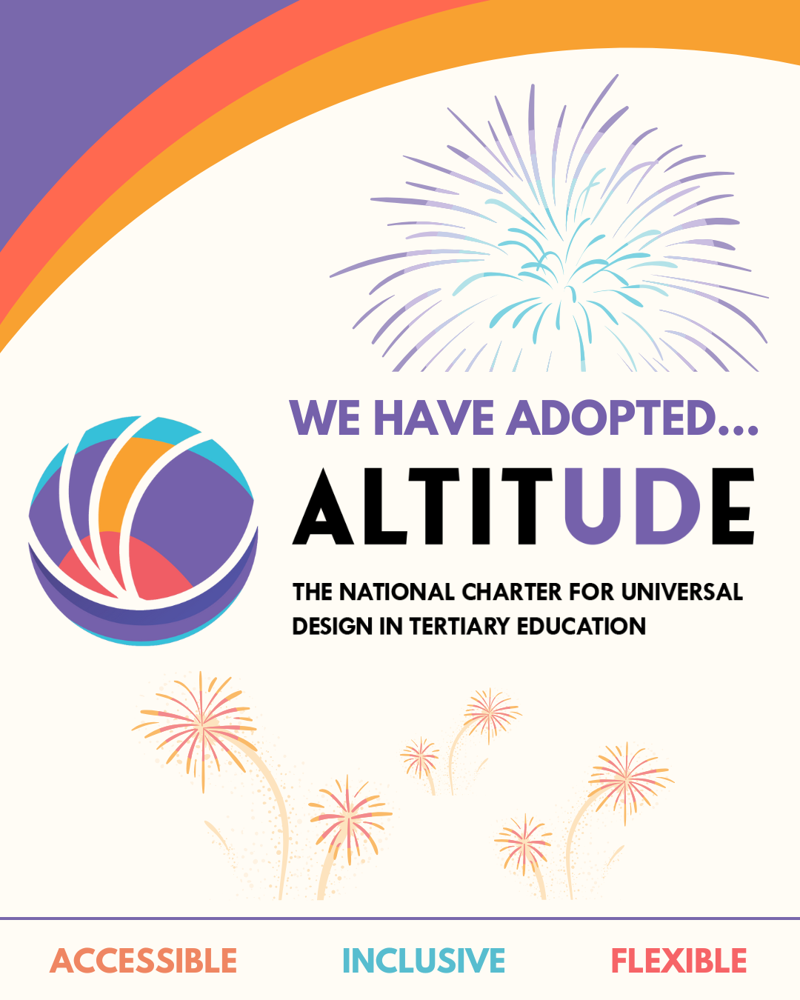 WE HAVE ADOPTED...
ALTITUDE
THE NATIONAL CHARTER FOR UNIVERSAL
DESIGN IN TERTIARY EDUCATION
ACCESSIBLE INCLUSIVE FLEXIBLE